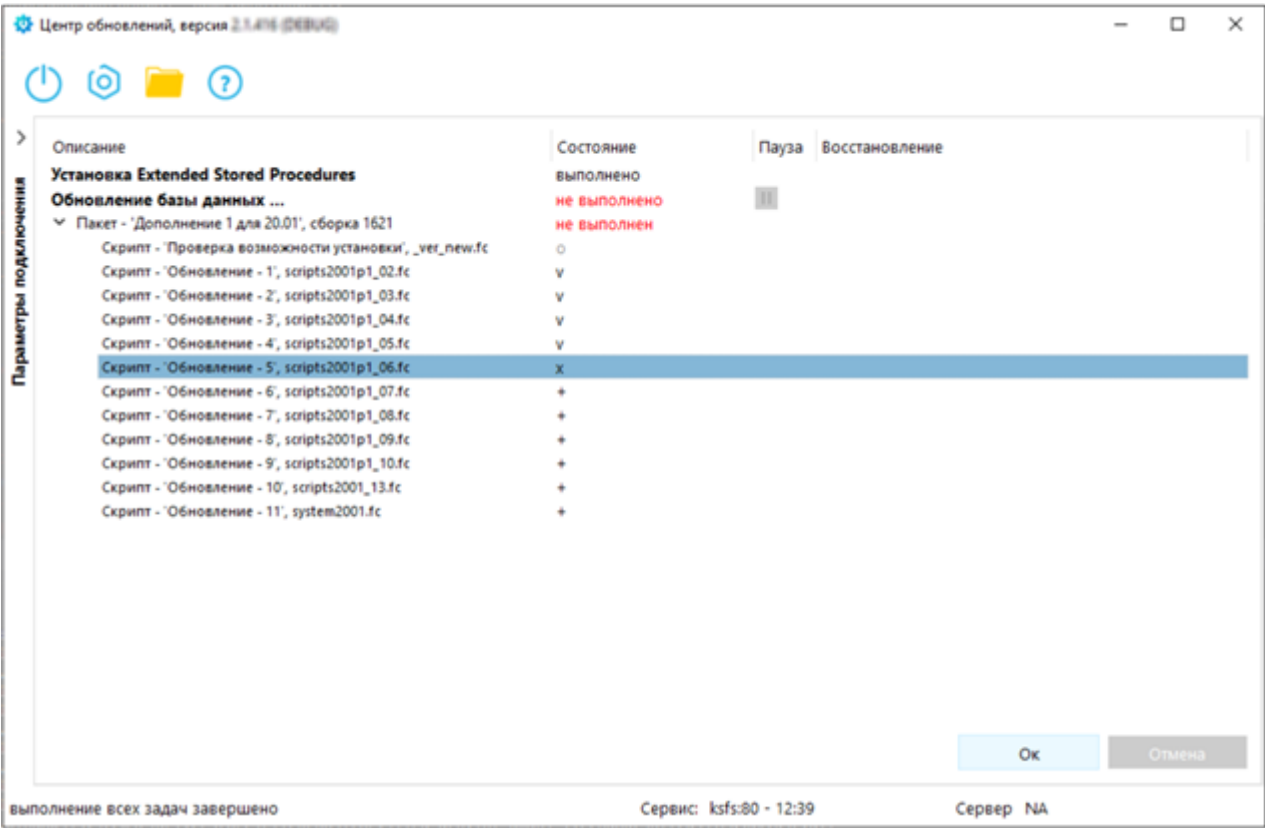 Центр обновлений, версия 2.1.416 (DEBUG)
Описание Состояние Пауза Восстановление
Установка Extended Stored Procedures выполнено
Обновление базы данных ... не выполнено
Пакет - 'Дополнение 1 для 20.01', сборка 1621 не выполнен
Скрипт - 'Проверка возможности установки', _ver_new.fc o
Скрипт - 'Обновление - 1', scripts2001p1_02.fc v
Скрипт - 'Обновление - 2', scripts2001p1_03.fc v
Скрипт - 'Обновление - 3', scripts2001p1_04.fc v
Скрипт - 'Обновление - 4', scripts2001p1_05.fc v
Скрипт - 'Обновление - 5', scripts2001p1_06.fc x
Скрипт - 'Обновление - 6', scripts2001p1_07.fc +
Скрипт - 'Обновление - 7', scripts2001p1_08.fc +
Скрипт - 'Обновление - 8', scripts2001p1_09.fc +
Скрипт - 'Обновление - 9', scripts2001p1_10.fc +
Скрипт - 'Обновление - 10', scripts2001_13.fc +
Скрипт - 'Обновление - 11', system2001.fc +
Параметры подключения
Ок Отмена
выполнение всех задач завершено Сервис: ksfs:80 - 12:39 Сервер NA